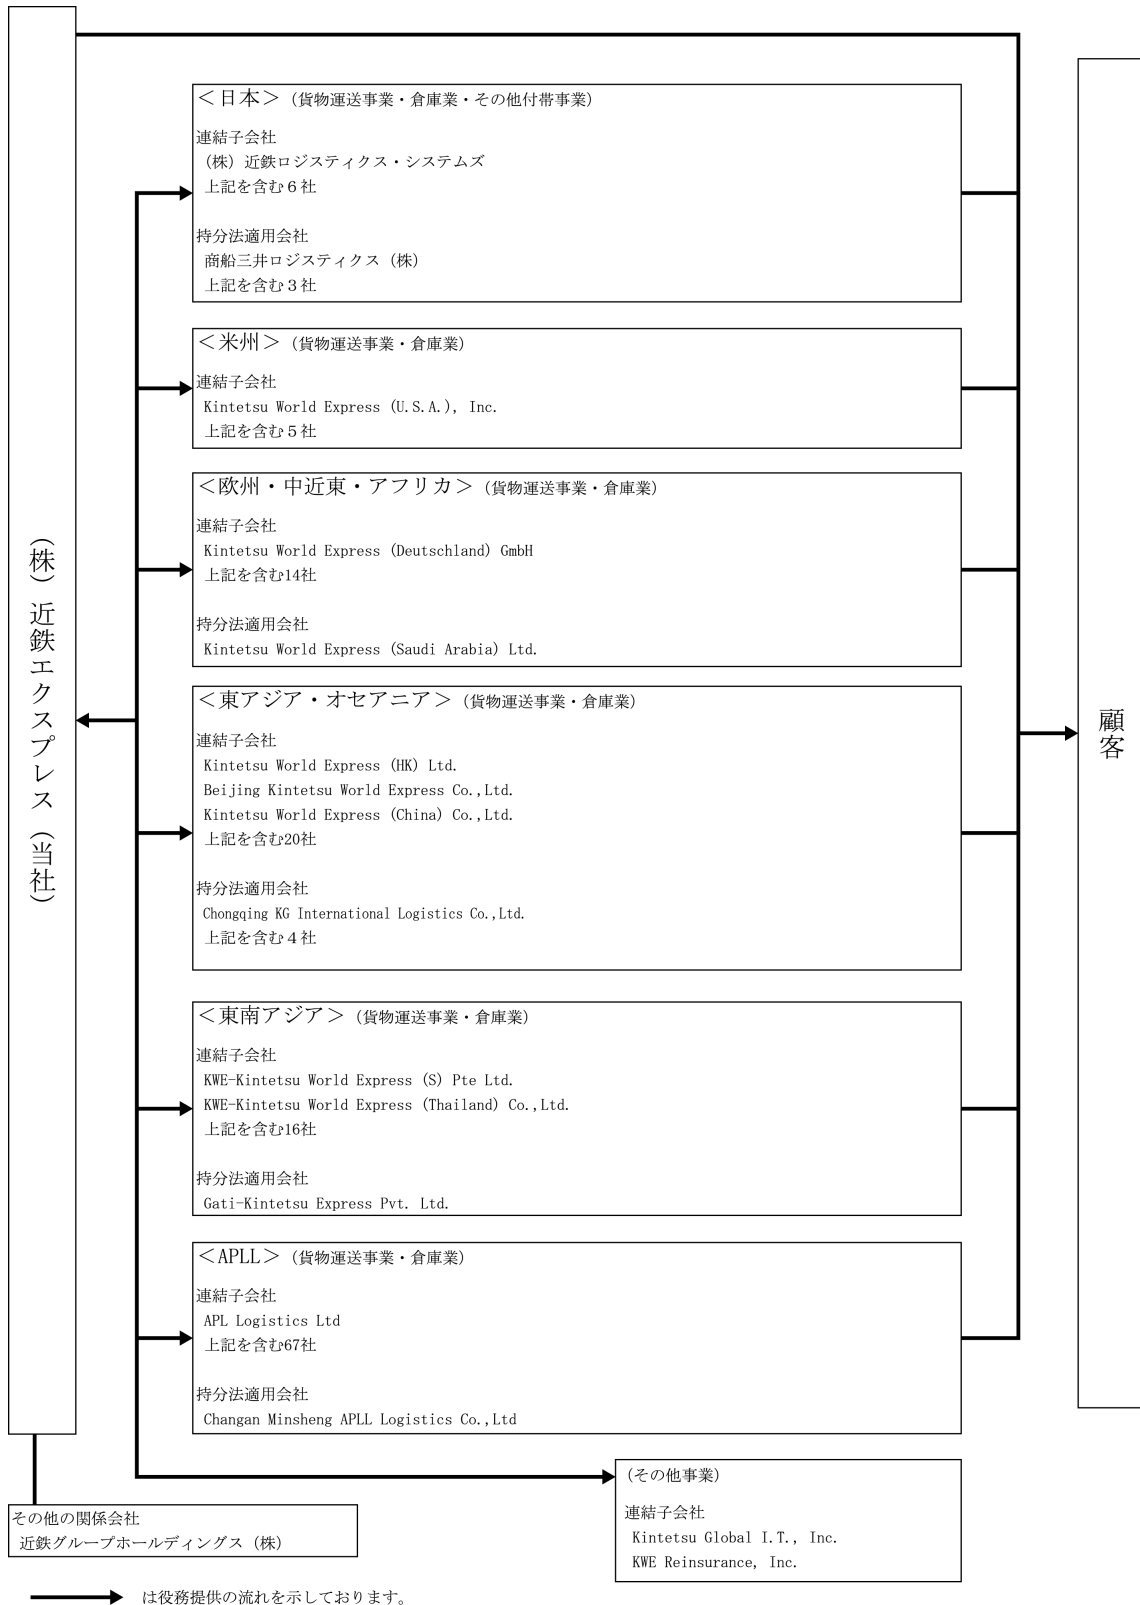 (株)近鉄エクスプレス(当社)
＜日本＞(貨物運送事業・倉庫業・その他付帯事業)
連結子会社
(株)近鉄ロジスティクス・システムズ
上記を含む６社
持分法適用会社
商船三井ロジスティクス(株)
上記を含む３社
＜米州＞(貨物運送事業・倉庫業)
連結子会社
Kintetsu World Express (U.S.A.), Inc.
上記を含む５社
＜欧州・中近東・アフリカ＞(貨物運送事業・倉庫業)
連結子会社
Kintetsu World Express (Deutschland) GmbH
上記を含む14社
持分法適用会社
Kintetsu World Express (Saudi Arabia) Ltd.
＜東アジア・オセアニア＞(貨物運送事業・倉庫業)
連結子会社
Kintetsu World Express (HK) Ltd.
Beijing Kintetsu World Express Co.,Ltd.
Kintetsu World Express (China) Co.,Ltd.
上記を含む20社
持分法適用会社
Chongqing KG International Logistics Co.,Ltd.
上記を含む４社
＜東南アジア＞(貨物運送事業・倉庫業)
連結子会社
KWE-Kintetsu World Express (S) Pte Ltd.
KWE-Kintetsu World Express (Thailand) Co.,Ltd.
上記を含む16社
持分法適用会社
Gati-Kintetsu Express Pvt. Ltd.
＜APLL＞(貨物運送事業・倉庫業)
連結子会社
APL Logistics Ltd
上記を含む67社
持分法適用会社
Changan Minsheng APLL Logistics Co.,Ltd
(その他事業)
連結子会社
Kintetsu Global I.T., Inc.
KWE Reinsurance, Inc.
顧客
その他の関係会社
近鉄グループホールディングス(株)
は役務提供の流れを示しております。